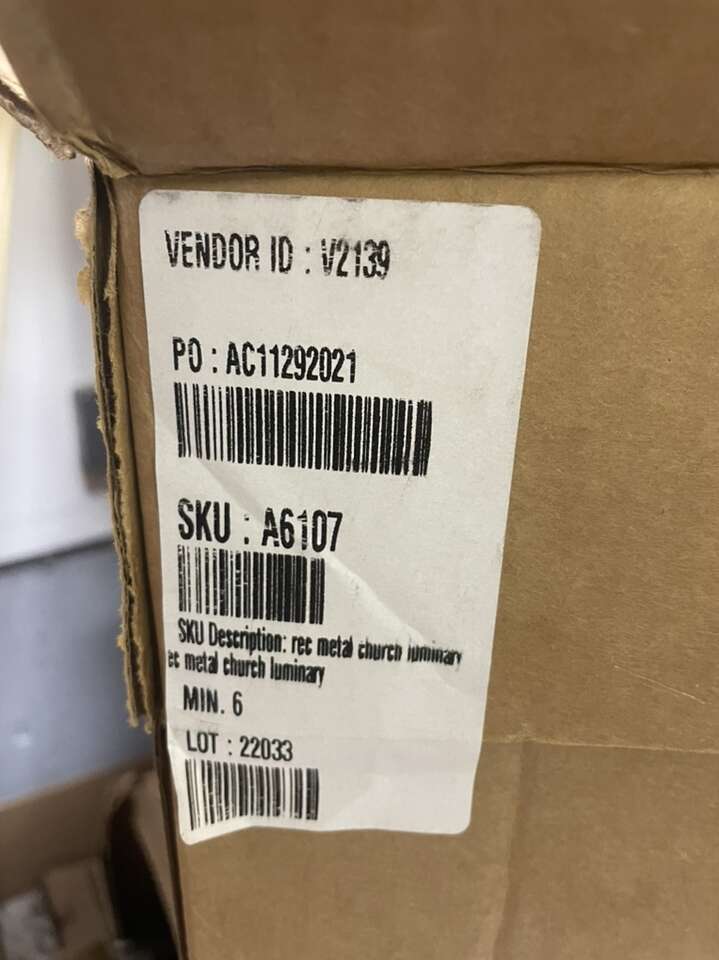 VENDOR ID : V2139
PO : AC11292021
SKU : A6107
SKU Description: rec metal church luminary
ec metal church luminary
MIN. 6
LOT : 22033